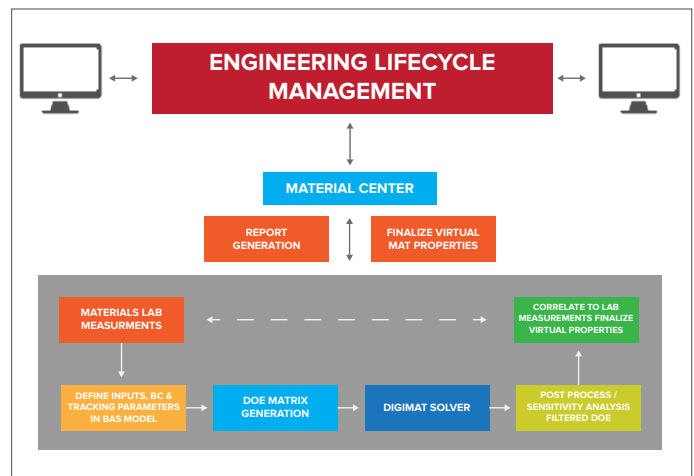 ENGINEERING LIFECYCLE
MANAGEMENT
MATERIAL CENTER
REPORT
GENERATION
FINALIZE VIRTUAL
MAT PROPERTIES
MATERIALS LAB
MEASURMENTS
CORRELATE TO LAB
MEASUREMENTS FINALIZE
VIRTUAL PROPERTIES
DEFINE INPUTS, BC &
TRACKING PARAMETERS
IN BAS MODEL
DOE MATRIX
GENERATION
DIGIMAT SOLVER
POST PROCESS /
SENSITIVITY ANALYSIS
FILTERED DOE